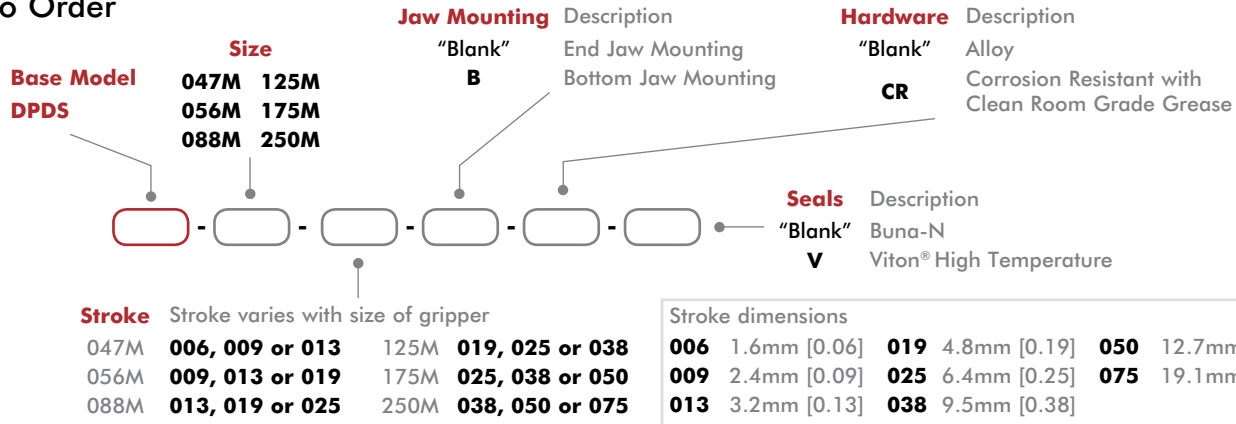 o Order
Jaw Mounting Description
"Blank" End Jaw Mounting
B Bottom Jaw Mounting
Hardware Description
"Blank" Alloy
CR Corrosion Resistant with
Clean Room Grade Grease
Size
047M 125M
056M 175M
088M 250M
Base Model
DPDS
- - - - -
Seals Description
"Blank" Buna-N
V Viton® High Temperature
Stroke Stroke varies with size of gripper
047M 006, 009 or 013 125M 019, 025 or 038
056M 009, 013 or 019 175M 025, 038 or 050
088M 013, 019 or 025 250M 038, 050 or 075
Stroke dimensions
006 1.6mm [0.06] 019 4.8mm [0.19] 050 12.7mm
009 2.4mm [0.09] 025 6.4mm [0.25] 075 19.1mm
013 3.2mm [0.13] 038 9.5mm [0.38]